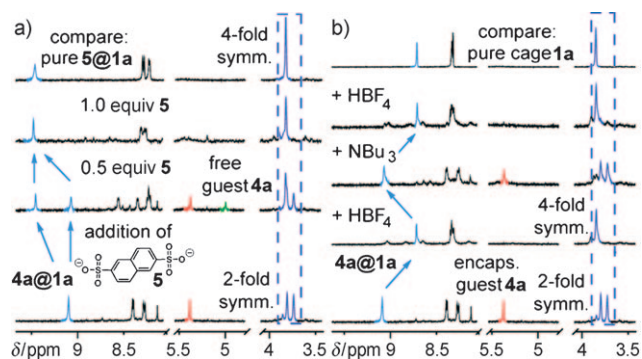 a)
compare:
pure 5@1a
4-fold
symm.
1.0 equiv 5
0.5 equiv 5
free
guest 4a
addition of
5
⊖O
O
S
O
O
S
O
O⊖
4a@1a
2-fold
symm.
δ/ppm 8.5 5.5 5 4 3.5
b)
compare:
pure cage 1a
+ HBF4
+ NBu3
+ HBF4
4-fold
symm.
4a@1a
encaps.
guest 4a
2-fold
symm.
δ/ppm 8.5 5.5 5 4 3.5